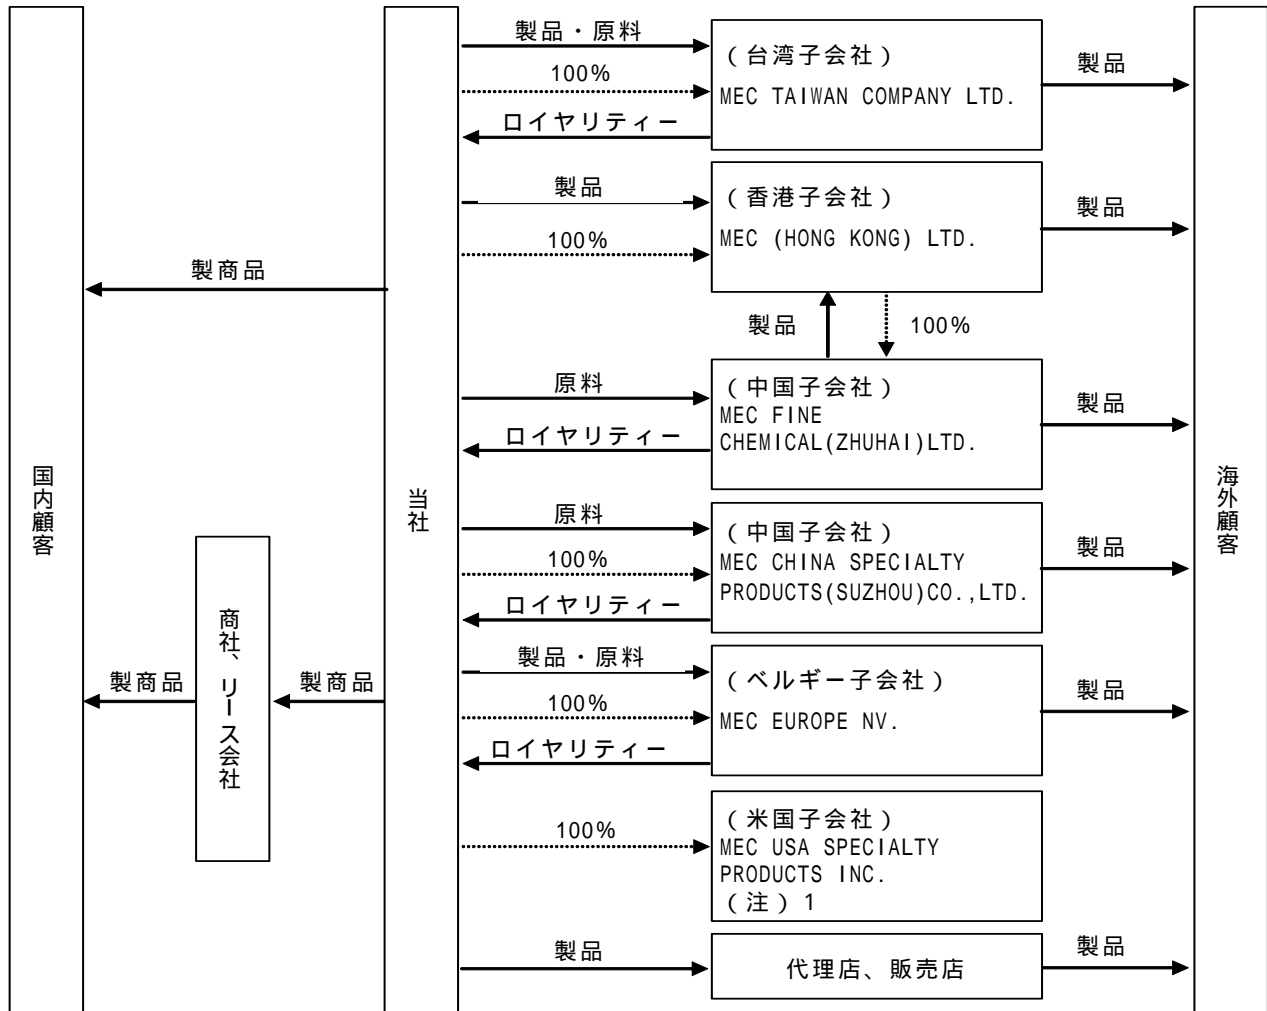 製品・原料
100%
ロイヤリティー
(台湾子会社)
MEC TAIWAN COMPANY LTD.
製品
製品
100%
(香港子会社)
MEC (HONG KONG) LTD.
製品
製商品
製品
100%
原料
ロイヤリティー
(中国子会社)
MEC FINE
CHEMICAL(ZHUHAI)LTD.
製品
国内顧客
当社
海外顧客
原料
100%
ロイヤリティー
(中国子会社)
MEC CHINA SPECIALTY
PRODUCTS(SUZHOU)CO.,LTD.
製品
製商品
商社、リース会社
製商品
製品・原料
100%
ロイヤリティー
(ベルギー子会社)
MEC EUROPE NV.
製品
100%
(米国子会社)
MEC USA SPECIALTY
PRODUCTS INC.
(注)1
製品
代理店、販売店
製品